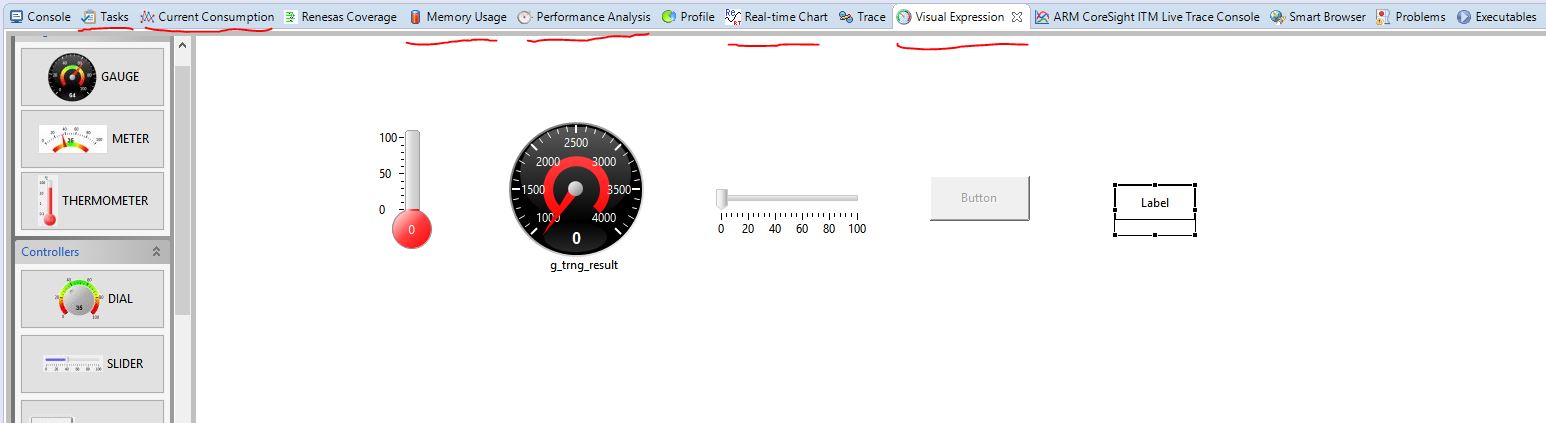 Console Tasks Current Consumption Renesas Coverage Memory Usage Performance Analysis Profile Real-time Chart Trace Visual Expression ARM CoreSight ITM Live Trace Console Smart Browser Problems Executables
GAUGE
METER
THERMOMETER
Controllers
DIAL
SLIDER
100
50
0
0
2500
2000 3000
1500 3500
1000 4000
0
g_trng_result
0 20 40 60 80 100
Button
Label